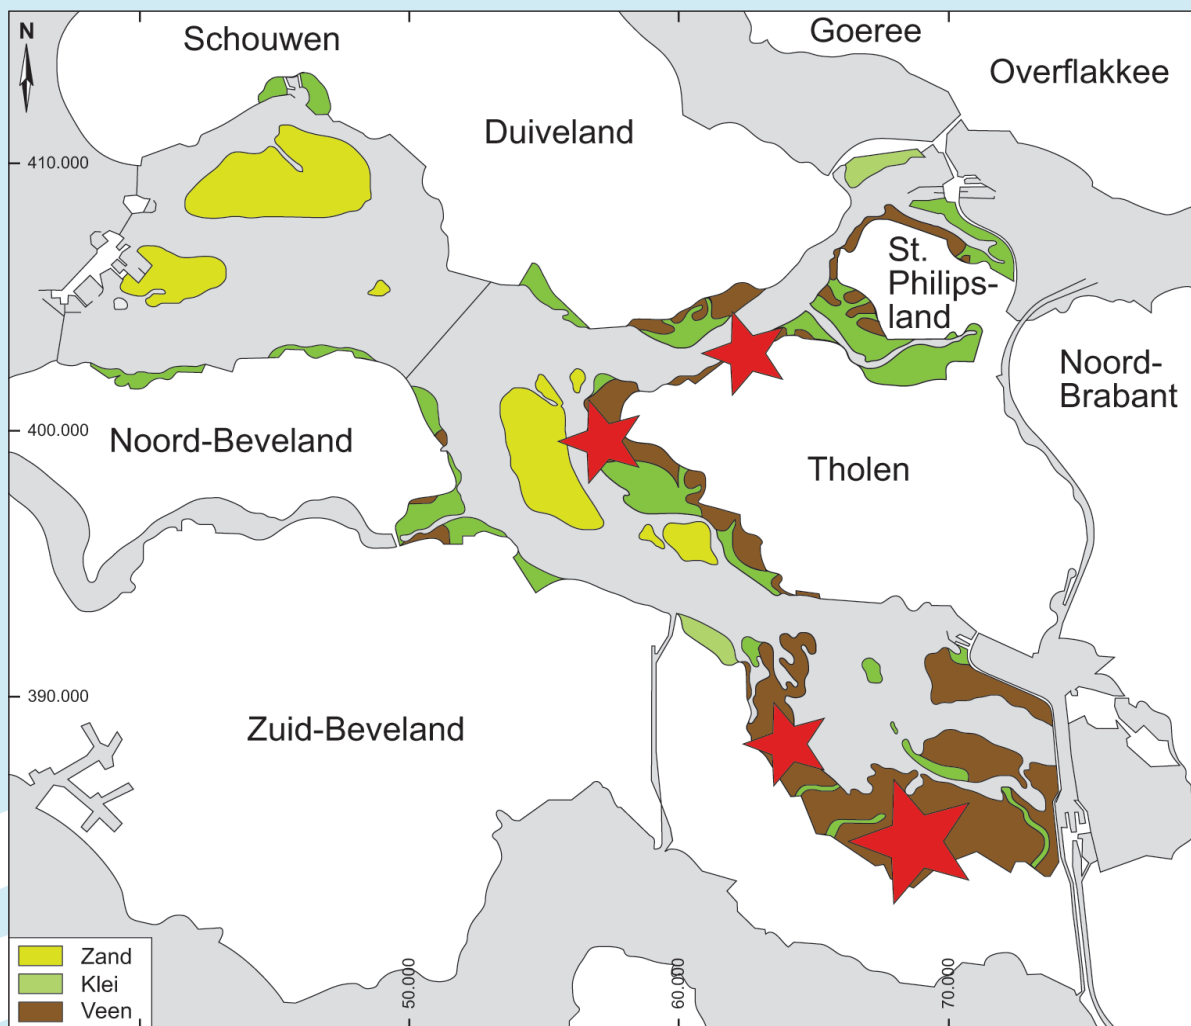 N
Schouwen
Goeree
Overflakkee
Duiveland
410.000
St.
Philips-
land
Noord-
Brabant
400.000
Noord-Beveland
Tholen
390.000
Zuid-Beveland
Zand
Klei
Veen
50.000
60.000
70.000